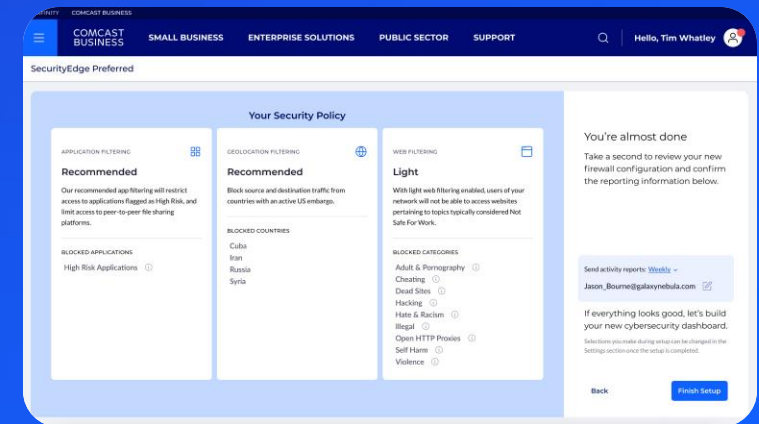 COMCAST BUSINESS
COMCAST
BUSINESS
SMALL BUSINESS ENTERPRISE SOLUTIONS PUBLIC SECTOR SUPPORT Hello, Tim Whatley
SecurityEdge Preferred
Your Security Policy
APPLICATION FILTERING
Recommended
Our recommended app filtering will restrict
access to applications flagged as High Risk, and
limit access to peer-to-peer file sharing
platforms.
BLOCKED APPLICATIONS
High Risk Applications
GEOLOCATION FILTERING
Recommended
Block source and destination traffic from
countries with an active US embargo.
BLOCKED COUNTRIES
Cuba
Iran
Russia
Syria
WEB FILTERING
Light
With light web filtering enabled, users of your
network will not be able to access websites
pertaining to topics typically considered Not
Safe For Work.
BLOCKED CATEGORIES
Adult & Pornography
Cheating
Dead Sites
Hacking
Hate & Racism
Illegal
Open HTTP Proxies
Self Harm
Violence
You're almost done
Take a second to review your new
firewall configuration and confirm
the reporting information below.
Send activity reports: Weekly
Jason_Bourne@galaxynebula.com
If everything looks good, let's build
your new cybersecurity dashboard.
Selections you make during setup can be changed in the
Settings section once the setup is completed.
Back Finish Setup